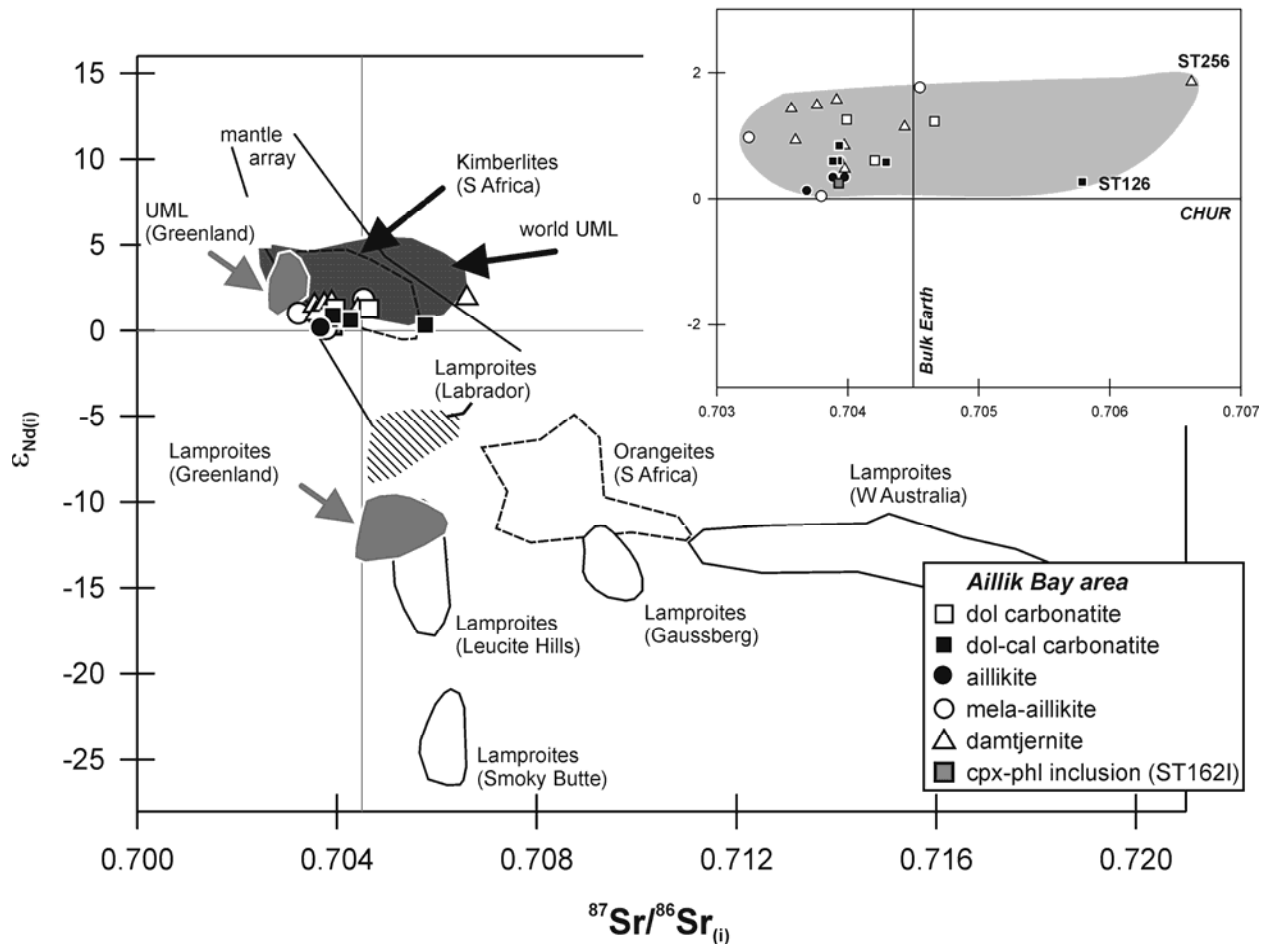 15
10
5
0
-5
-10
-15
-20
-25
εNd(i)
0.700
0.704
0.708
0.712
0.716
0.720
87Sr/86Sr(i)
mantle
array
Kimberlites
(S Africa)
UML
(Greenland)
world UML
Lamproites
(Labrador)
Lamproites
(Greenland)
Orangeites
(S Africa)
Lamproites
(W Australia)
Lamproites
(Leucite Hills)
Lamproites
(Gaussberg)
Lamproites
(Smoky Butte)
2
0
-2
ST256
ST126
CHUR
Bulk Earth
0.703
0.704
0.705
0.706
0.707
Aillik Bay area
dol carbonatite
dol-cal carbonatite
aillikite
mela-aillikite
damtjernite
cpx-phl inclusion (ST162I)